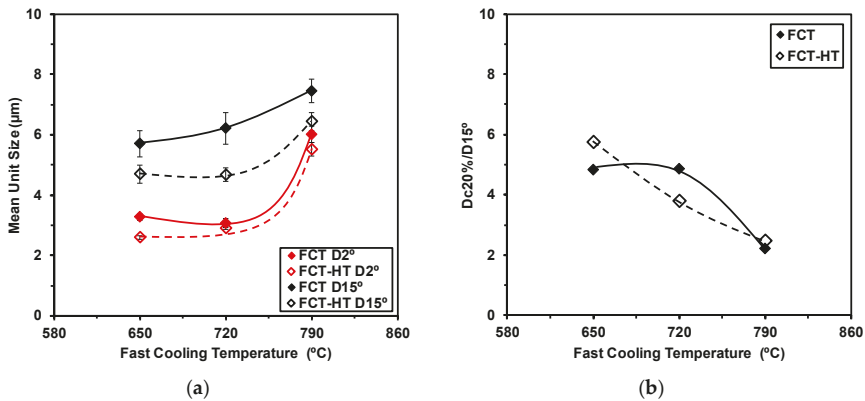 10
8
6
4
2
0
580
650
720
790
860
Mean Unit Size (µm)
Fast Cooling Temperature (ºC)
FCT D2º
FCT-HT D2º
FCT D15º
FCT-HT D15º
(a)
10
8
6
4
2
0
580
650
720
790
860
Dc20%/D15º
Fast Cooling Temperature (ºC)
FCT
FCT-HT
(b)